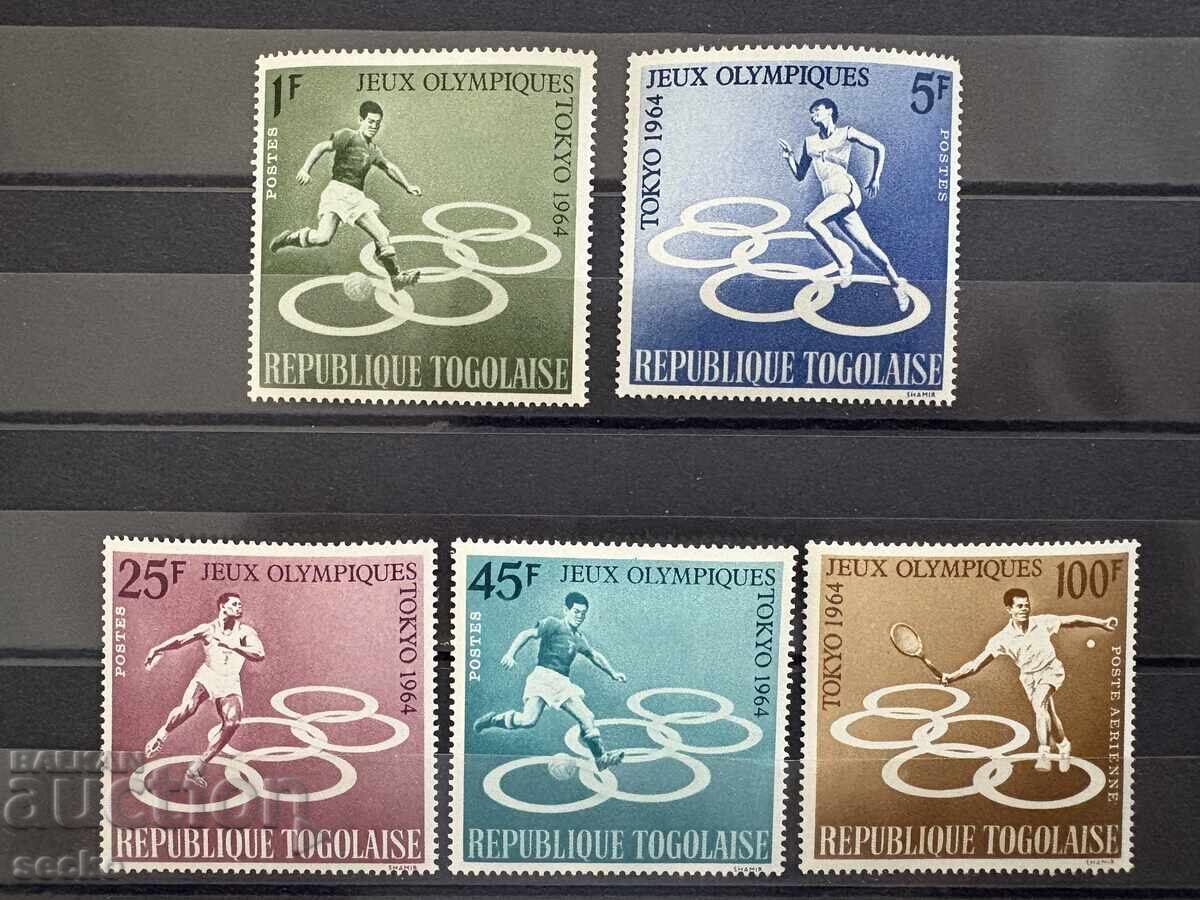 1F
JEUX OLYMPIQUES
TOKYO 1964
POSTES
REPUBLIQUE TOGOLAISE
JEUX OLYMPIQUES
5F
TOKYO 1964
POSTES
REPUBLIQUE TOGOLAISE
SHAMIR
25F
JEUX OLYMPIQUES
TOKYO 1964
POSTES
REPUBLIQUE TOGOLAISE
SHAMIR
45F
JEUX OLYMPIQUES
TOKYO 1964
POSTES
REPUBLIQUE TOGOLAISE
SHAMIR
JEUX OLYMPIQUES
100F
TOKYO 1964
POSTE AERIENNE
REPUBLIQUE TOGOLAISE
SHAMIR
BALKAN
auction